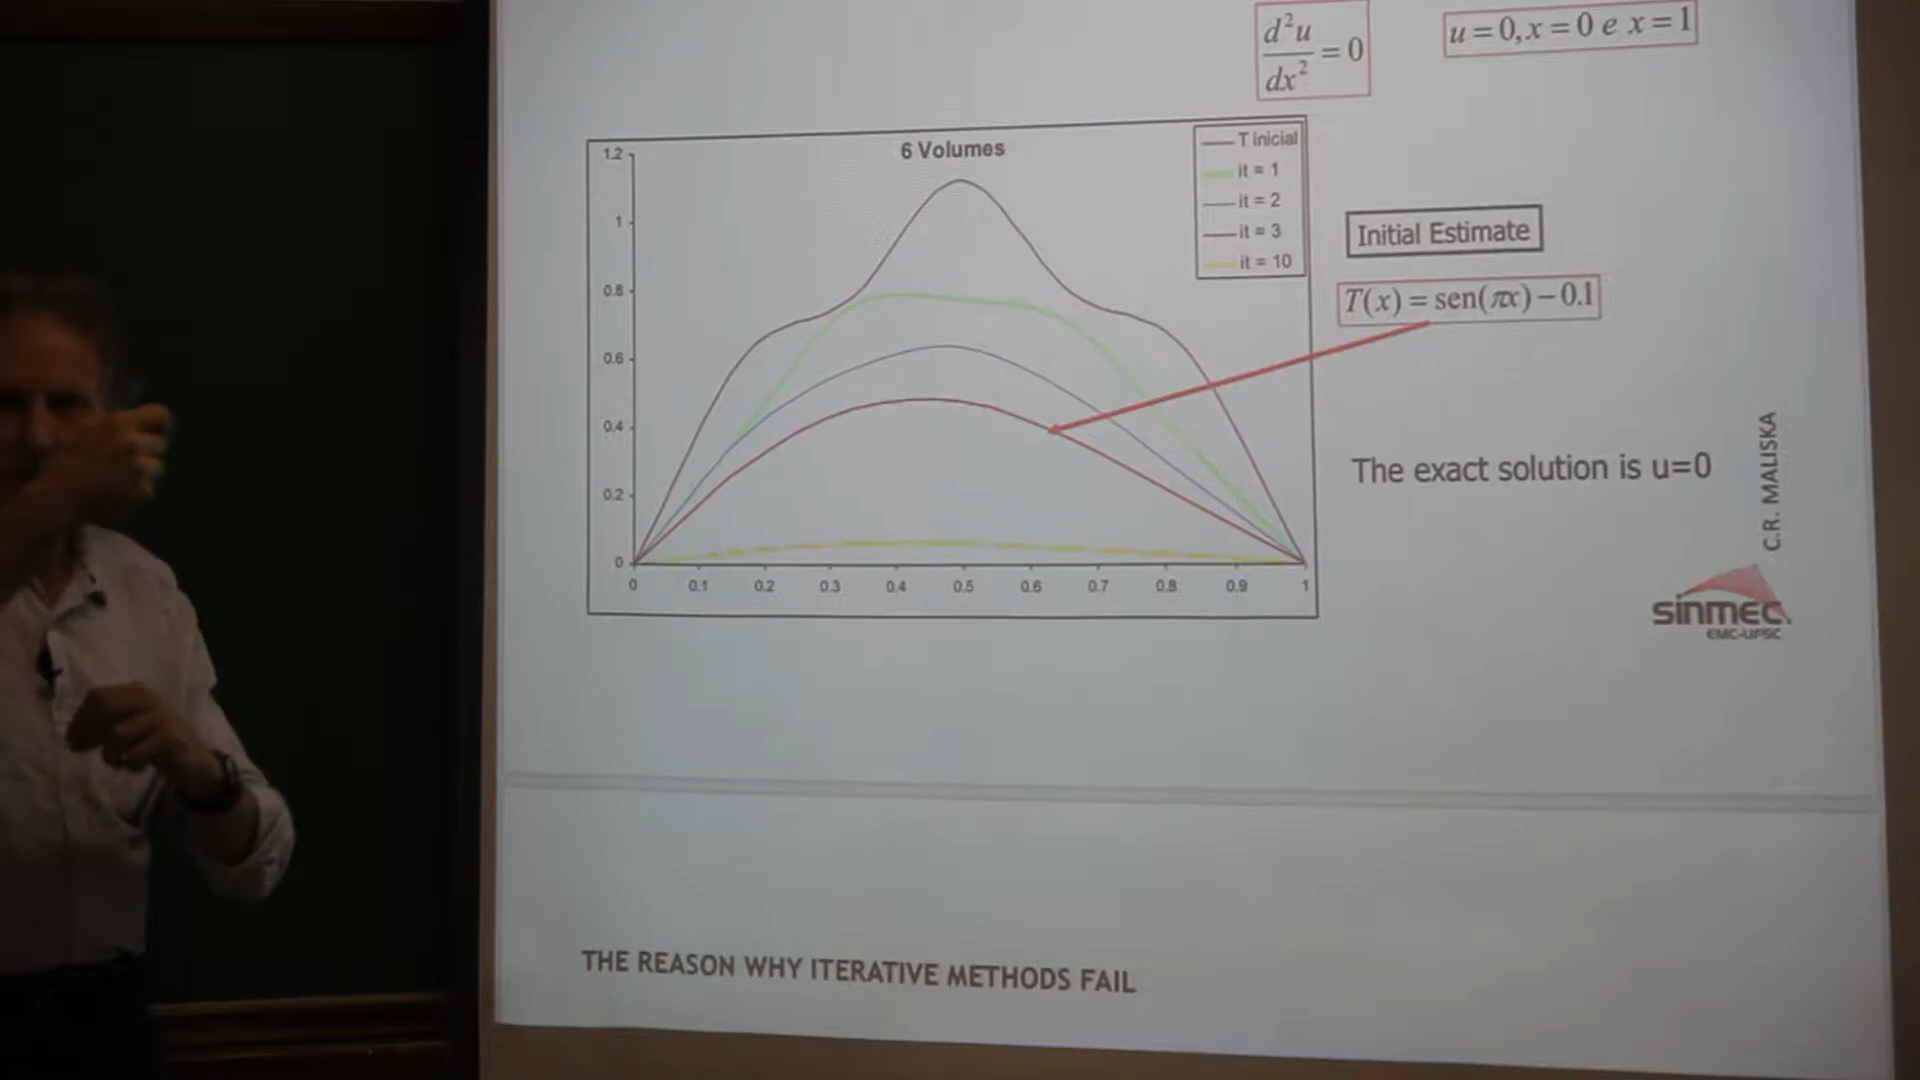 d²u/dx² = 0
u = 0, x = 0 e x = 1
6 Volumes
T inicial
it = 1
it = 2
it = 3
it = 10
1.2
1
0.8
0.6
0.4
0.2
0
0 0.1 0.2 0.3 0.4 0.5 0.6 0.7 0.8 0.9 1
Initial Estimate
T(x) = sen(πx) − 0.1
The exact solution is u=0
C.R. MALISKA
sinmec
EMC-UFSC
THE REASON WHY ITERATIVE METHODS FAIL